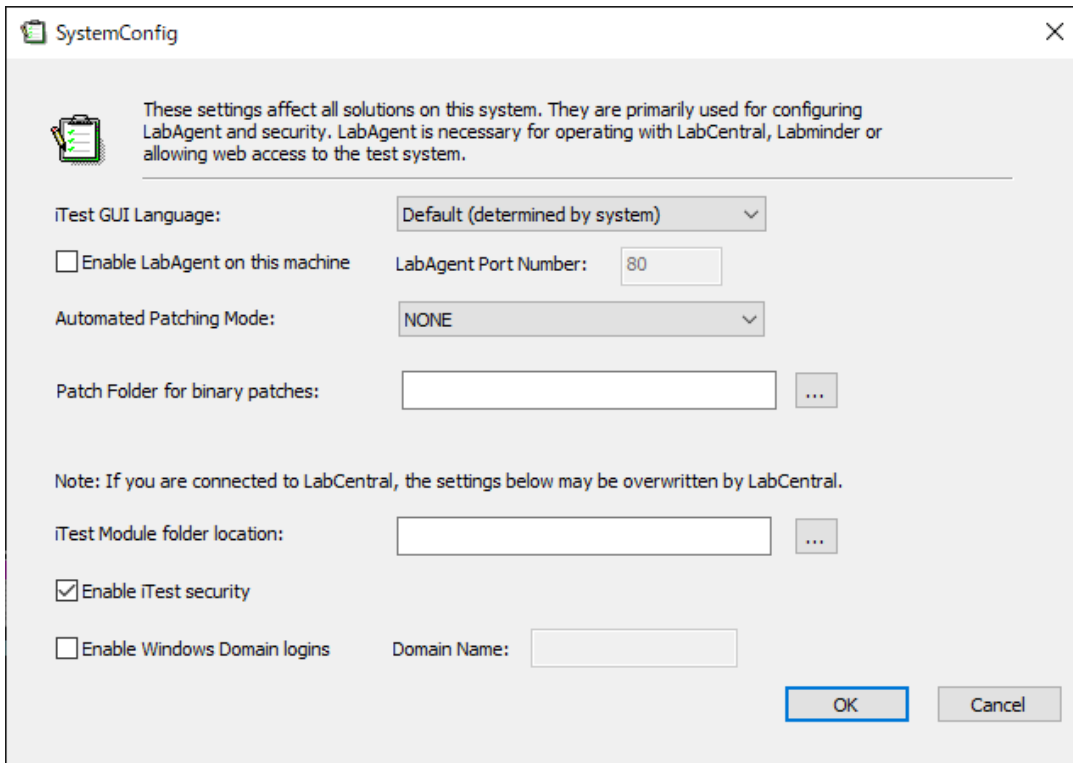 SystemConfig
These settings affect all solutions on this system. They are primarily used for configuring
LabAgent and security. LabAgent is necessary for operating with LabCentral, Labminder or
allowing web access to the test system.
iTest GUI Language: Default (determined by system)
Enable LabAgent on this machine LabAgent Port Number: 80
Automated Patching Mode: NONE
Patch Folder for binary patches: ...
Note: If you are connected to LabCentral, the settings below may be overwritten by LabCentral.
iTest Module folder location: ...
Enable iTest security
Enable Windows Domain logins Domain Name:
OK Cancel